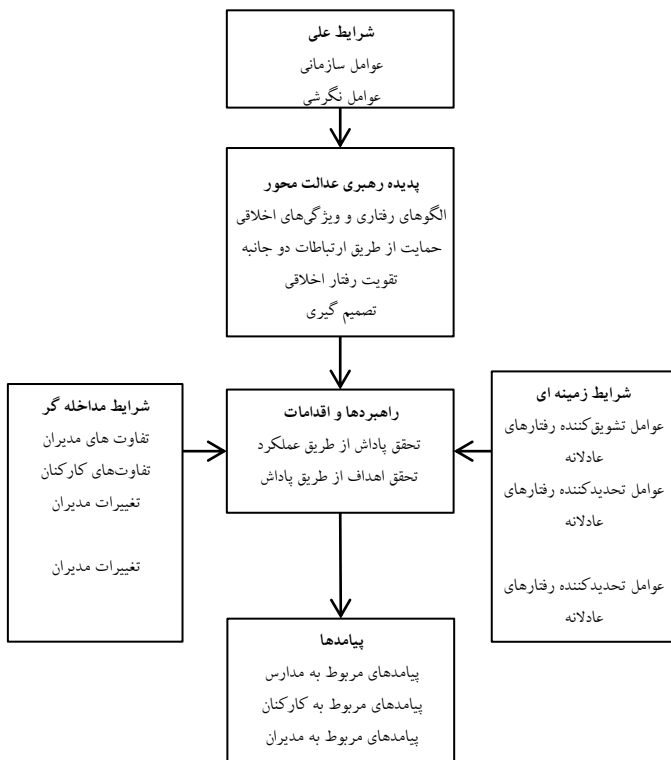 شرایط علی
عوامل سازمانی
عوامل نگرشی
پدیده رهبری عدالت محور
الگوهای رفتاری و ویژگی‌های اخلاقی
حمایت از طریق ارتباطات دو جانبه
تقویت رفتار اخلاقی
تصمیم گیری
شرایط زمینه ای
عوامل تشویق‌کننده رفتارهای
عادلانه
عوامل تحدیدکننده رفتارهای
عادلانه
عوامل تحدیدکننده رفتارهای
عادلانه
راهبردها و اقدامات
تحقق پاداش از طریق عملکرد
تحقق اهداف از طریق پاداش
شرایط مداخله گر
تفاوت های مدیران
تفاوت‌های کارکنان
تغییرات مدیران
تغییرات مدیران
پیامدها
پیامدهای مربوط به مدارس
پیامدهای مربوط به کارکنان
پیامدهای مربوط به مدیران